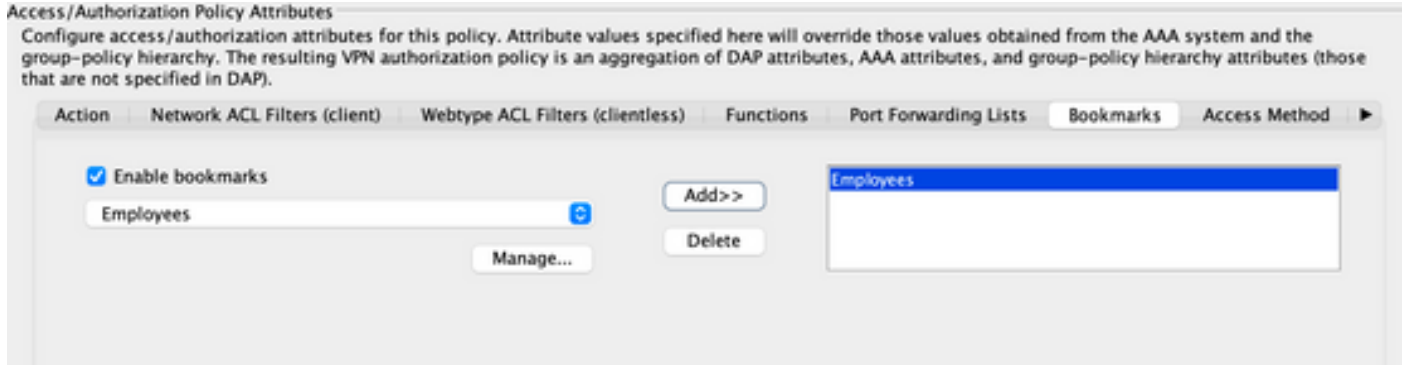 Access/Authorization Policy Attributes
Configure access/authorization attributes for this policy. Attribute values specified here will override those values obtained from the AAA system and the
group-policy hierarchy. The resulting VPN authorization policy is an aggregation of DAP attributes, AAA attributes, and group-policy hierarchy attributes (those
that are not specified in DAP).
Action Network ACL Filters (client) Webtype ACL Filters (clientless) Functions Port Forwarding Lists Bookmarks Access Method
Enable bookmarks
Employees
Manage...
Add>>
Delete
Employees